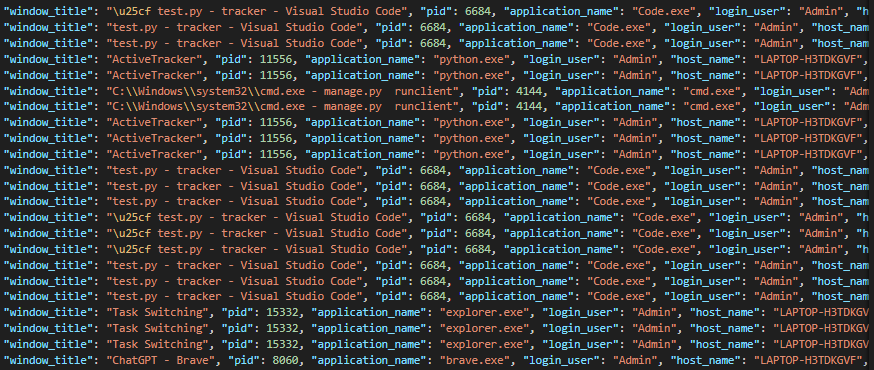 "window_title": "\u25cf test.py - tracker - Visual Studio Code", "pid": 6684, "application_name": "Code.exe", "login_user": "Admin", "h
"window_title": "test.py - tracker - Visual Studio Code", "pid": 6684, "application_name": "Code.exe", "login_user": "Admin", "host_nam
"window_title": "test.py - tracker - Visual Studio Code", "pid": 6684, "application_name": "Code.exe", "login_user": "Admin", "host_nam
"window_title": "ActiveTracker", "pid": 11556, "application_name": "python.exe", "login_user": "Admin", "host_name": "LAPTOP-H3TDKGVF",
"window_title": "ActiveTracker", "pid": 11556, "application_name": "python.exe", "login_user": "Admin", "host_name": "LAPTOP-H3TDKGVF",
"window_title": "C:\\Windows\\system32\\cmd.exe - manage.py  runclient", "pid": 4144, "application_name": "cmd.exe", "login_user": "Adm
"window_title": "C:\\Windows\\system32\\cmd.exe - manage.py  runclient", "pid": 4144, "application_name": "cmd.exe", "login_user": "Adm
"window_title": "ActiveTracker", "pid": 11556, "application_name": "python.exe", "login_user": "Admin", "host_name": "LAPTOP-H3TDKGVF",
"window_title": "ActiveTracker", "pid": 11556, "application_name": "python.exe", "login_user": "Admin", "host_name": "LAPTOP-H3TDKGVF",
"window_title": "ActiveTracker", "pid": 11556, "application_name": "python.exe", "login_user": "Admin", "host_name": "LAPTOP-H3TDKGVF",
"window_title": "test.py - tracker - Visual Studio Code", "pid": 6684, "application_name": "Code.exe", "login_user": "Admin", "host_nam
"window_title": "test.py - tracker - Visual Studio Code", "pid": 6684, "application_name": "Code.exe", "login_user": "Admin", "host_nam
"window_title": "test.py - tracker - Visual Studio Code", "pid": 6684, "application_name": "Code.exe", "login_user": "Admin", "host_nam
"window_title": "\u25cf test.py - tracker - Visual Studio Code", "pid": 6684, "application_name": "Code.exe", "login_user": "Admin", "h
"window_title": "\u25cf test.py - tracker - Visual Studio Code", "pid": 6684, "application_name": "Code.exe", "login_user": "Admin", "h
"window_title": "\u25cf test.py - tracker - Visual Studio Code", "pid": 6684, "application_name": "Code.exe", "login_user": "Admin", "h
"window_title": "test.py - tracker - Visual Studio Code", "pid": 6684, "application_name": "Code.exe", "login_user": "Admin", "host_nam
"window_title": "test.py - tracker - Visual Studio Code", "pid": 6684, "application_name": "Code.exe", "login_user": "Admin", "host_nam
"window_title": "test.py - tracker - Visual Studio Code", "pid": 6684, "application_name": "Code.exe", "login_user": "Admin", "host_nam
"window_title": "Task Switching", "pid": 15332, "application_name": "explorer.exe", "login_user": "Admin", "host_name": "LAPTOP-H3TDKGV
"window_title": "Task Switching", "pid": 15332, "application_name": "explorer.exe", "login_user": "Admin", "host_name": "LAPTOP-H3TDKGV
"window_title": "Task Switching", "pid": 15332, "application_name": "explorer.exe", "login_user": "Admin", "host_name": "LAPTOP-H3TDKGV
"window_title": "ChatGPT - Brave", "pid": 8060, "application_name": "brave.exe", "login_user": "Admin", "host_name": "LAPTOP-H3TDKGVF",